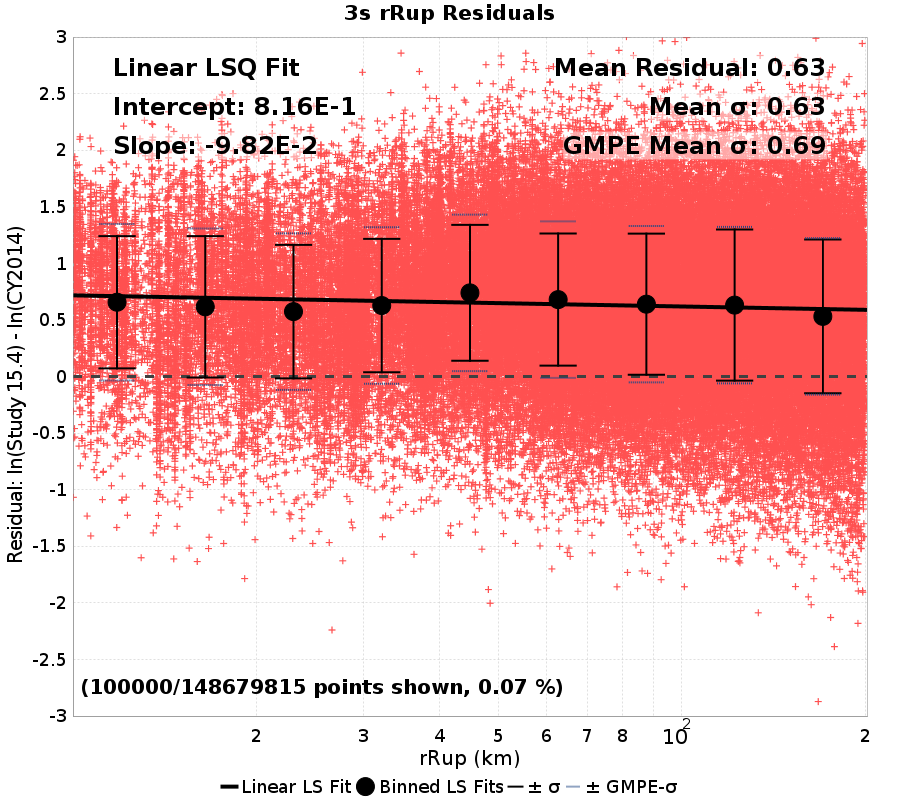 3s rRup Residuals
Linear LSQ Fit
Intercept: 8.16E-1
Slope: -9.82E-2
Mean Residual: 0.63
Mean σ: 0.63
GMPE Mean σ: 0.69
3
2.5
2
1.5
1
0.5
0
-0.5
-1
-1.5
-2
-2.5
-3
Residual: ln(Study 15.4) - ln(CY2014)
(100000/148679815 points shown, 0.07 %)
2 3 4 5 6 7 8 10² 2
rRup (km)
Linear LS Fit Binned LS Fits ± σ ± GMPE-σ